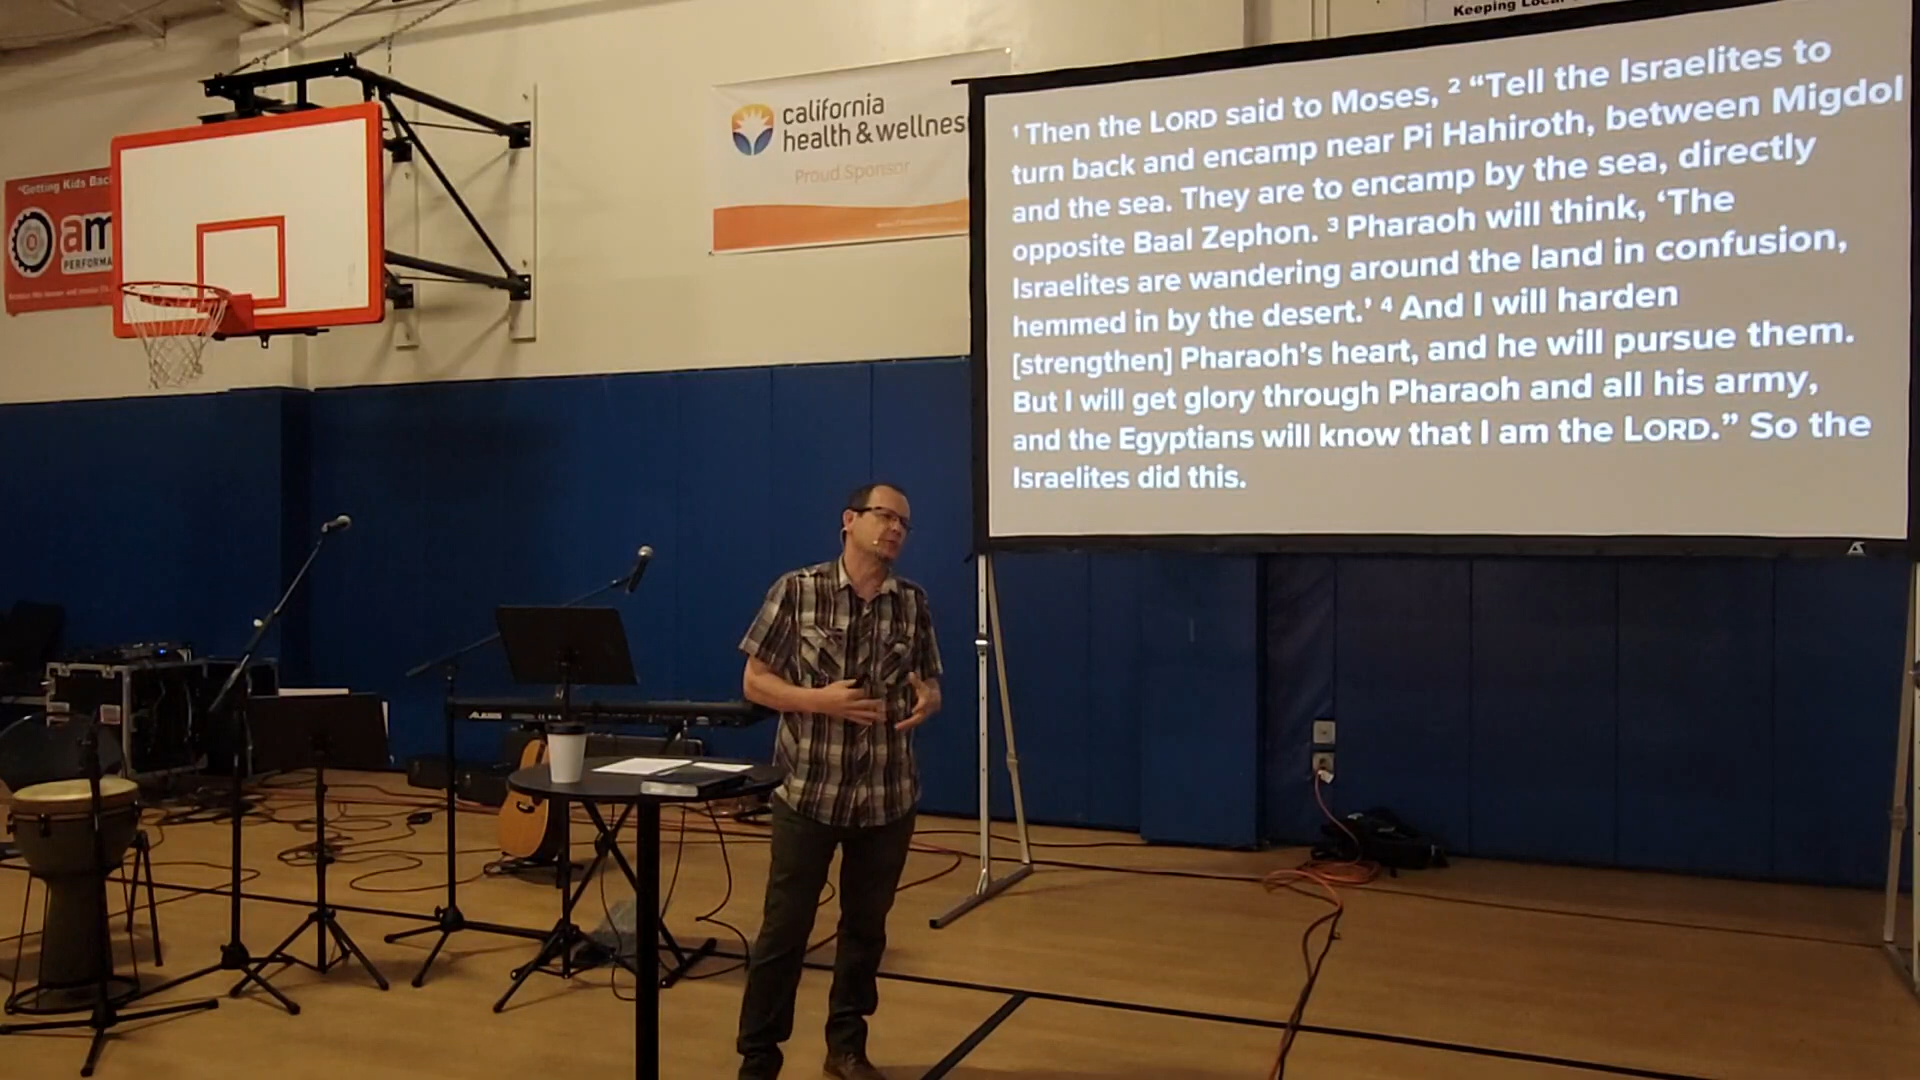 Keeping Local
"Getting Kids Bac
am
PERFORMA
california
health & wellnes
Proud Sponsor
¹ Then the LORD said to Moses, ² “Tell the Israelites to
turn back and encamp near Pi Hahiroth, between Migdol
and the sea. They are to encamp by the sea, directly
opposite Baal Zephon. ³ Pharaoh will think, ‘The
Israelites are wandering around the land in confusion,
hemmed in by the desert.’ ⁴ And I will harden
[strengthen] Pharaoh’s heart, and he will pursue them.
But I will get glory through Pharaoh and all his army,
and the Egyptians will know that I am the LORD.” So the
Israelites did this.
ALESIS